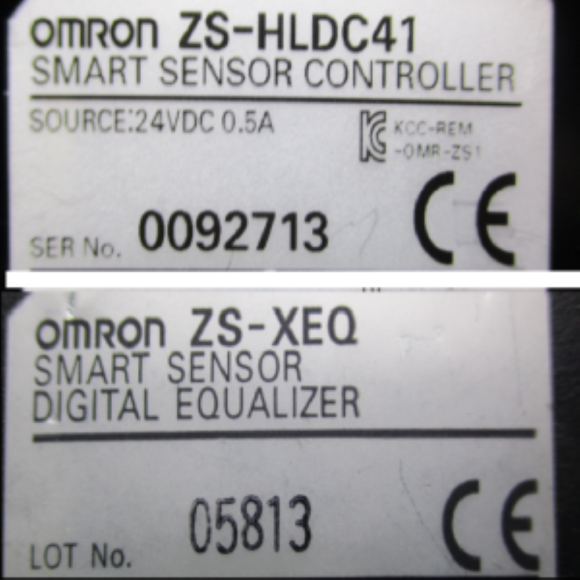 omron ZS-HLDC41
SMART SENSOR CONTROLLER
SOURCE:24VDC 0.5A
KCC-REM
-OMR-ZS1
SER No. 0092713
CE
omron ZS-XEQ
SMART SENSOR
DIGITAL EQUALIZER
LOT No. 05813
CE